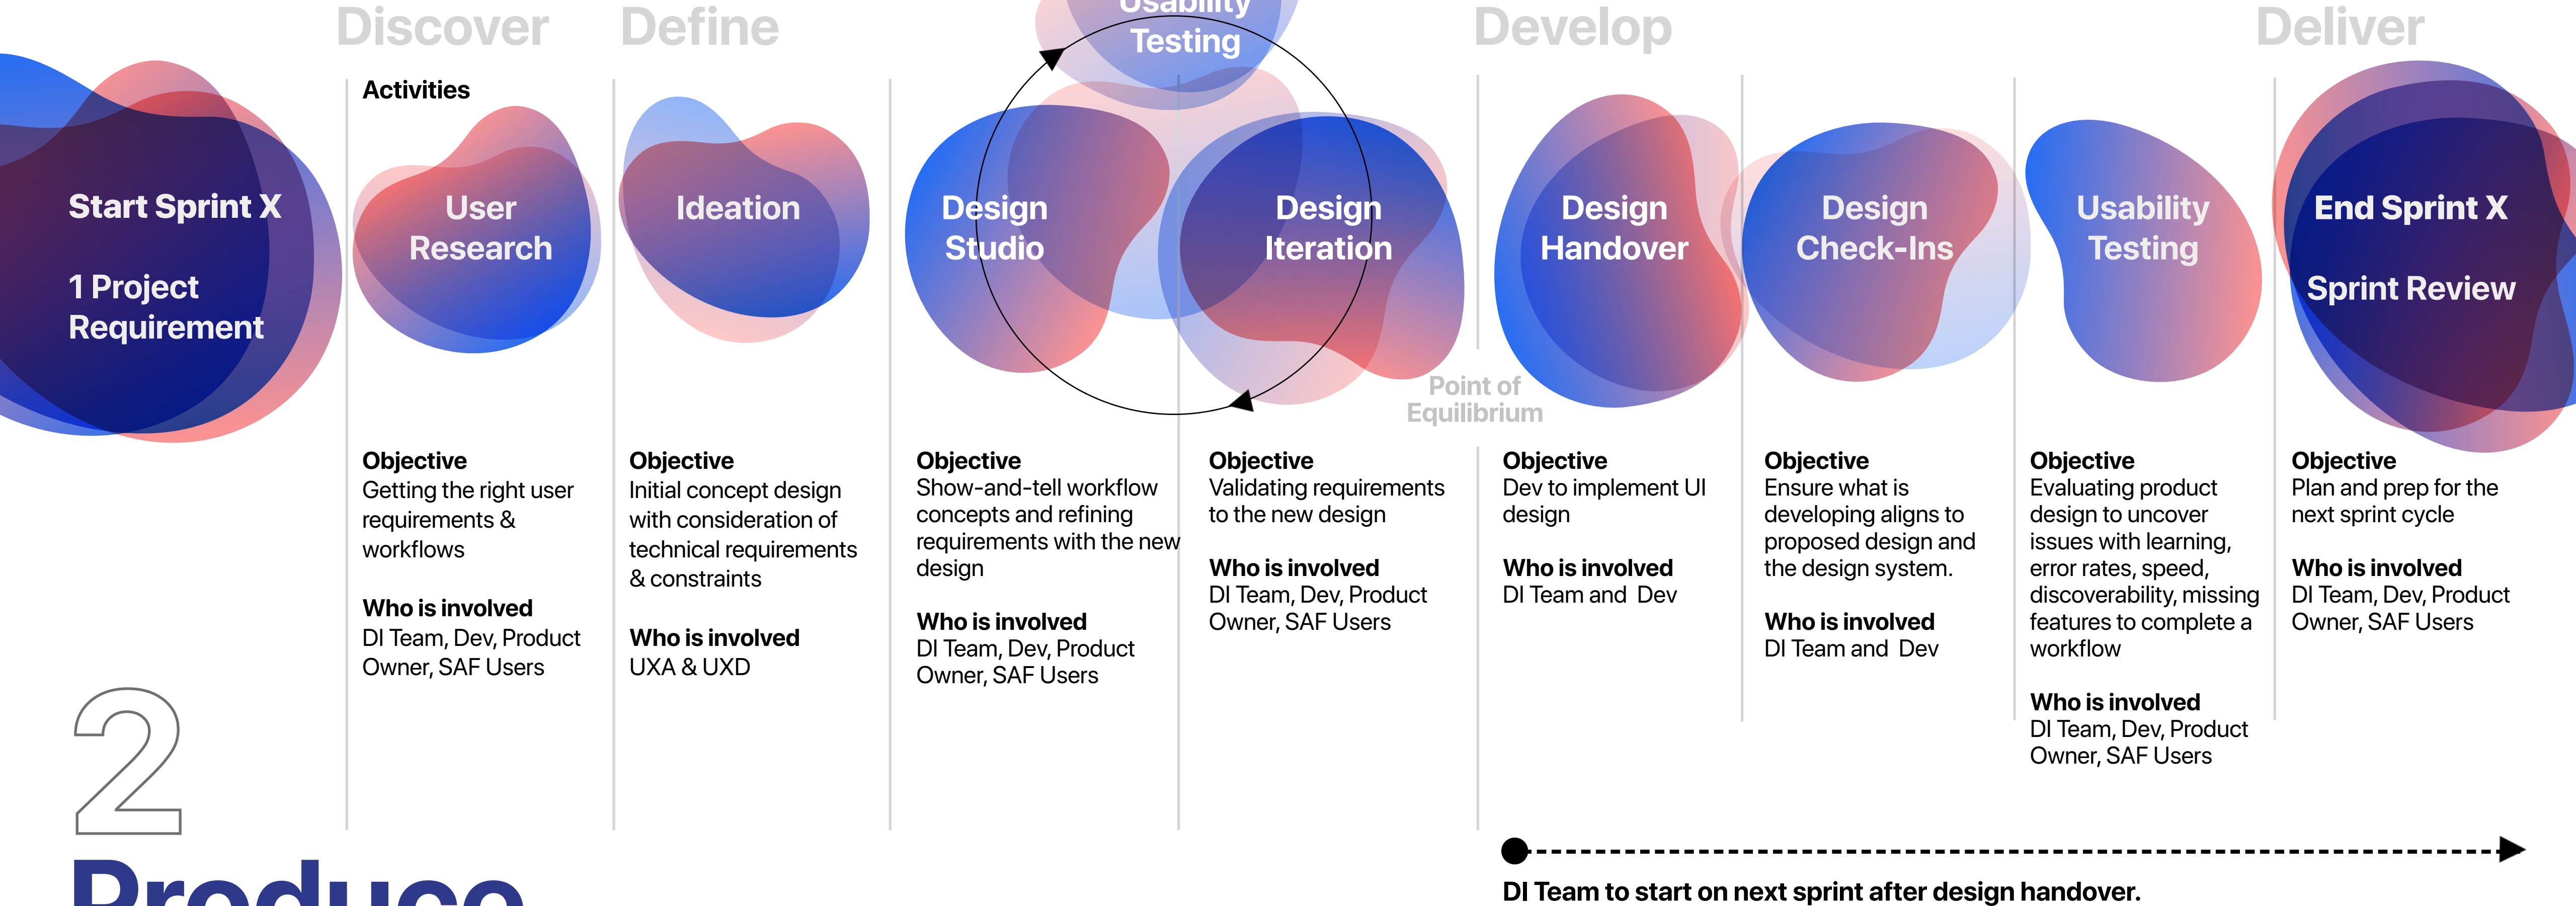 Discover
Define
Develop
Deliver
Usability
Testing
Activities
Start Sprint X
1 Project
Requirement
User
Research
Ideation
Design
Studio
Design
Iteration
Design
Handover
Design
Check-Ins
Usability
Testing
End Sprint X
Sprint Review
Point of
Equilibrium
Objective
Getting the right user
requirements &
workflows
Who is involved
DI Team, Dev, Product
Owner, SAF Users
Objective
Initial concept design
with consideration of
technical requirements
& constraints
Who is involved
UXA & UXD
Objective
Show-and-tell workflow
concepts and refining
requirements with the new
design
Who is involved
DI Team, Dev, Product
Owner, SAF Users
Objective
Validating requirements
to the new design
Who is involved
DI Team, Dev, Product
Owner, SAF Users
Objective
Dev to implement UI
design
Who is involved
DI Team and  Dev
Objective
Ensure what is
developing aligns to
proposed design and
the design system.
Who is involved
DI Team and  Dev
Objective
Evaluating product
design to uncover
issues with learning,
error rates, speed,
discoverability, missing
features to complete a
workflow
Who is involved
DI Team, Dev, Product
Owner, SAF Users
Objective
Plan and prep for the
next sprint cycle
Who is involved
DI Team, Dev, Product
Owner, SAF Users
2
Produce
DI Team to start on next sprint after design handover.